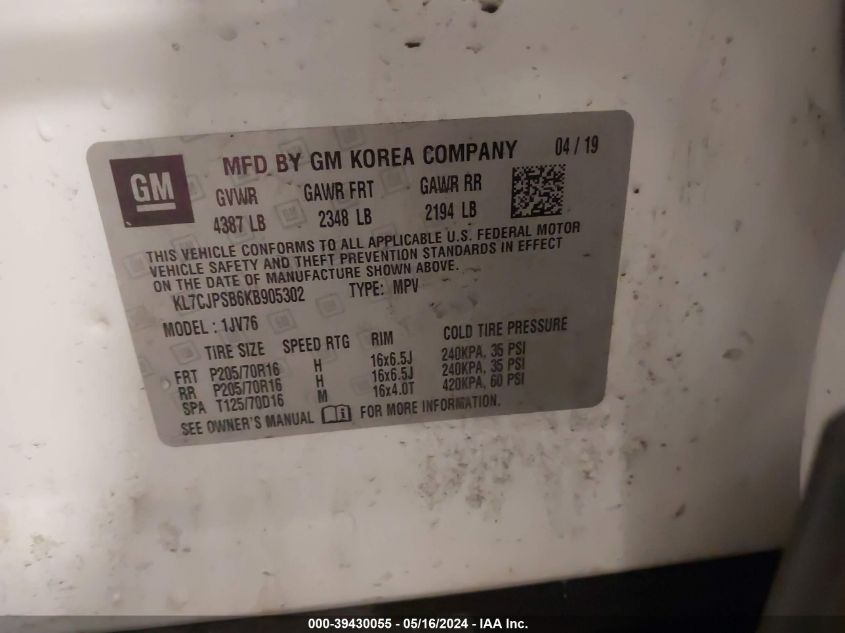 GM
MFD BY GM KOREA COMPANY 04 / 19
GVWR GAWR FRT GAWR RR
4387 LB 2348 LB 2194 LB
THIS VEHICLE CONFORMS TO ALL APPLICABLE U.S. FEDERAL MOTOR
VEHICLE SAFETY AND THEFT PREVENTION STANDARDS IN EFFECT
ON THE DATE OF MANUFACTURE SHOWN ABOVE.
KL7CJPSB6KB905302 TYPE: MPV
MODEL : 1JV76
TIRE SIZE SPEED RTG RIM COLD TIRE PRESSURE
FRT P205/70R16 H 16x6.5J 240KPA, 35 PSI
RR P205/70R16 H 16x6.5J 240KPA, 35 PSI
SPA T125/70D16 M 16x4.0T 420KPA, 60 PSI
SEE OWNER'S MANUAL FOR MORE INFORMATION.
000-39430055 - 05/16/2024 - IAA Inc.